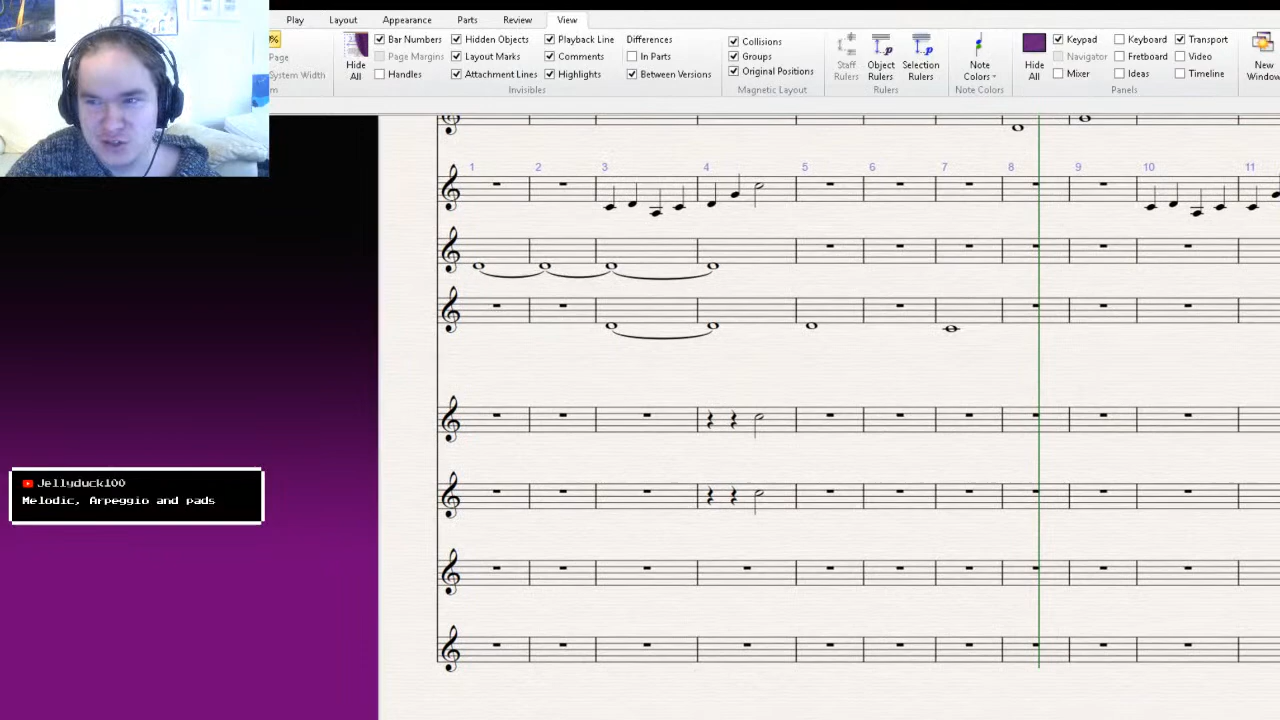 Play Layout Appearance Parts Review View
% Bar Numbers Hidden Objects Playback Line Differences Collisions Keypad Keyboard Transport
Page Page Margins Layout Marks Comments In Parts Groups Navigator Fretboard Video
System Width Handles Attachment Lines Highlights Between Versions Original Positions Mixer Ideas Timeline
Hide All
Staff Rulers
Object Rulers
Selection Rulers
Note Colors
Hide All
New Window
m Invisibles Magnetic Layout Rulers Note Colors Panels
1 2 3 4 5 6 7 8 9 10 11
Jellyduck100
Melodic, Arpeggio and pads